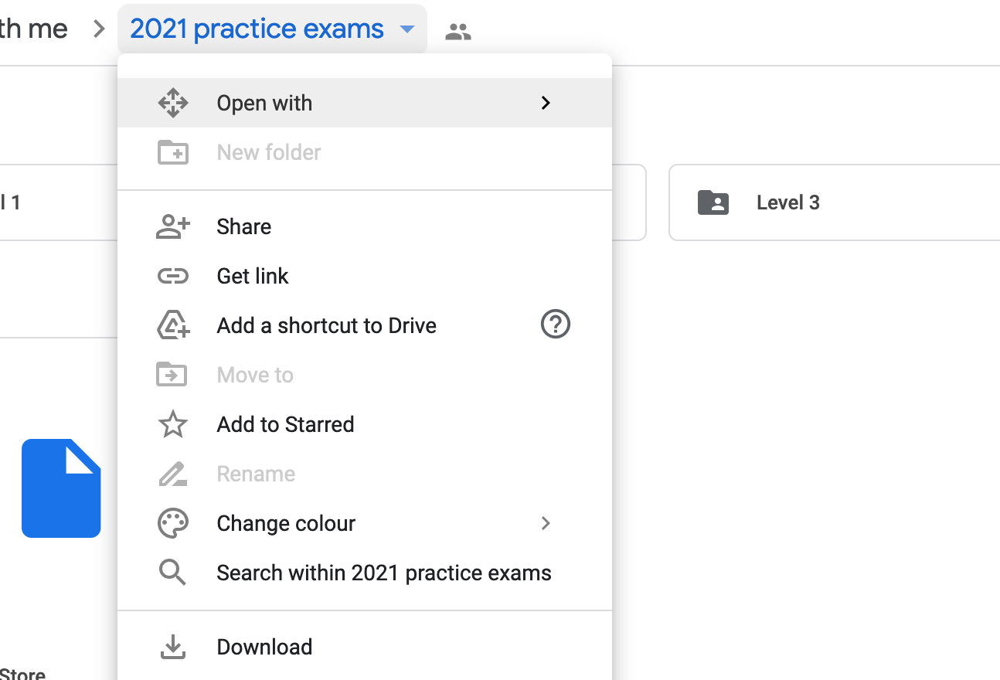 th me > 2021 practice exams
Open with
New folder
l 1
Level 3
Share
Get link
Add a shortcut to Drive
Move to
Add to Starred
Rename
Change colour
Search within 2021 practice exams
Download
Store